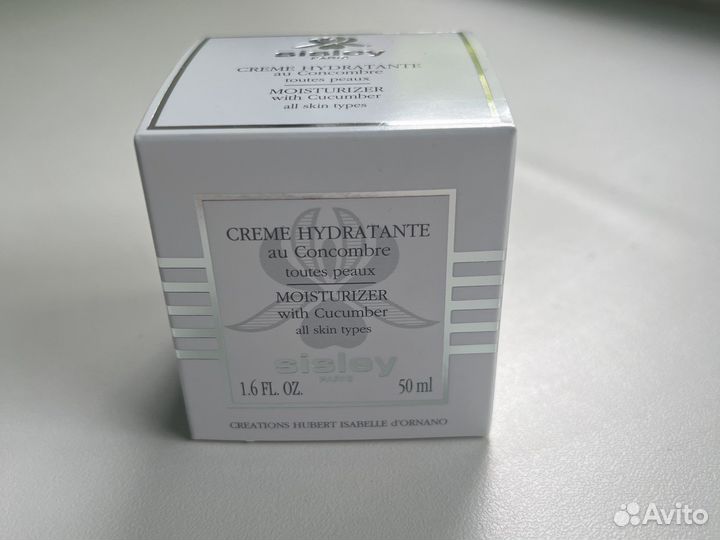 sisley
PARIS
CREME HYDRATANTE
au Concombre
toutes peaux
MOISTURIZER
with Cucumber
all skin types
CREME HYDRATANTE
au Concombre
toutes peaux
MOISTURIZER
with Cucumber
all skin types
sisley
PARIS
1.6 FL. OZ. 50 ml
CREATIONS HUBERT ISABELLE d'ORNANO
Avito